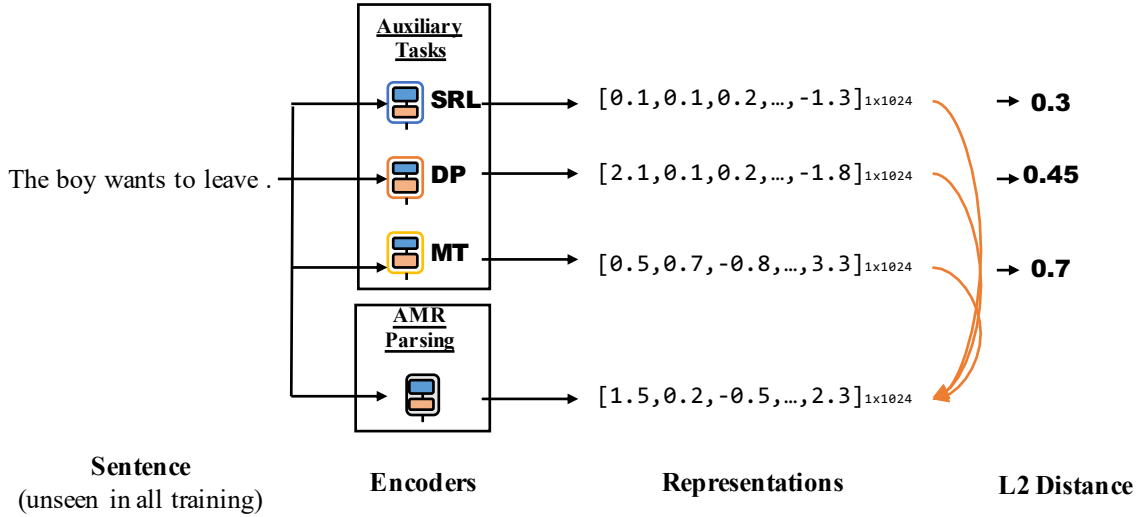 Auxiliary
Tasks
SRL
[0.1,0.1,0.2,…,-1.3]1x1024
0.3
The boy wants to leave .
DP
[2.1,0.1,0.2,…,-1.8]1x1024
0.45
MT
[0.5,0.7,-0.8,…,3.3]1x1024
0.7
AMR
Parsing
[1.5,0.2,-0.5,…,2.3]1x1024
Sentence
(unseen in all training)
Encoders
Representations
L2 Distance